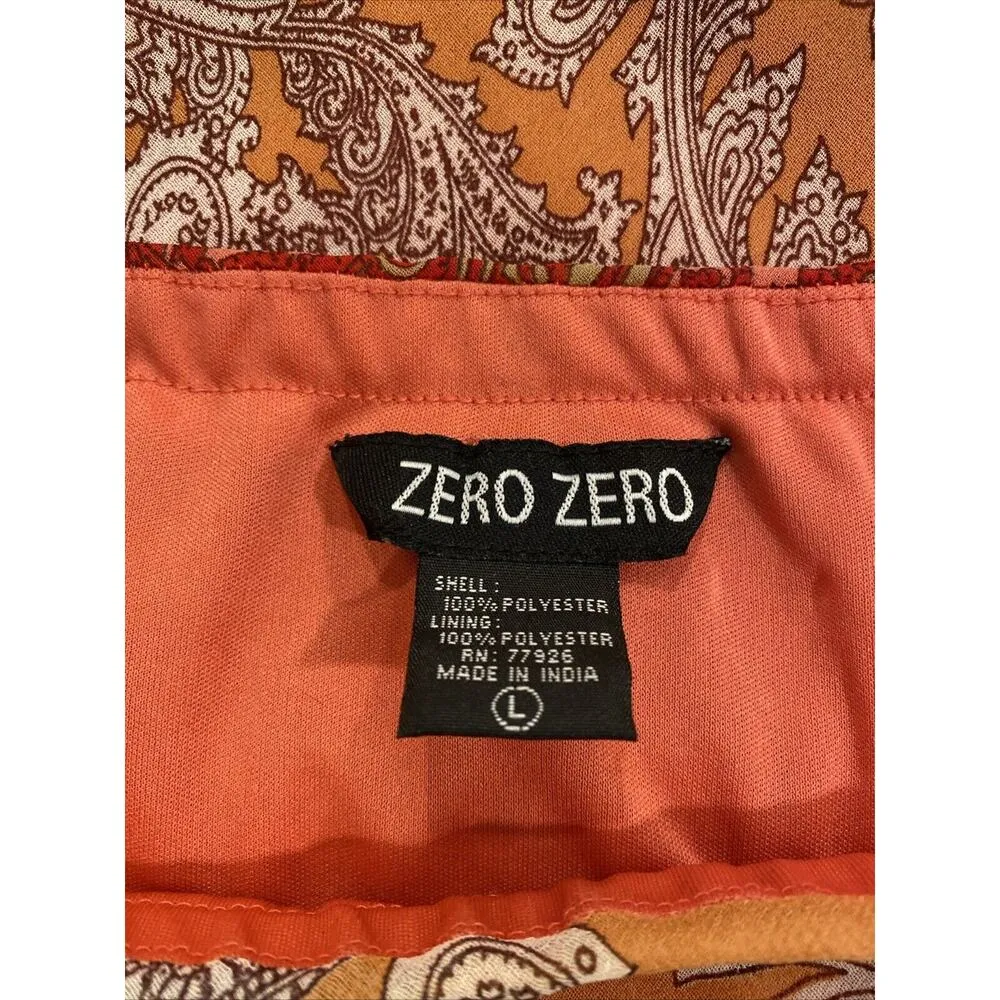 ZERO ZERO
SHELL :
100% POLYESTER
LINING :
100% POLYESTER
RN: 77926
MADE IN INDIA
L